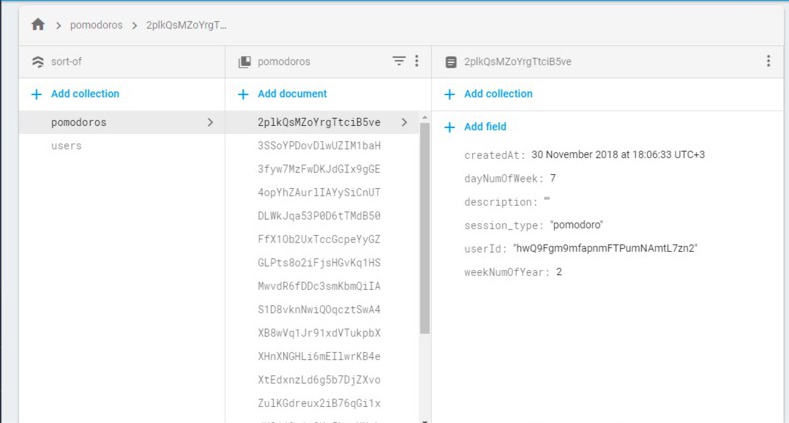 pomodoros > 2plkQsMZoYrgT...
sort-of
pomodoros
2plkQsMZoYrgTtciB5ve
+ Add collection
+ Add document
+ Add collection
pomodoros
users
2plkQsMZoYrgTtciB5ve
3SSoYPDovDlwUZIM1baH
3fyw7MzFwDKJdGIx9gGE
4opYhZAurlIAYySiCnUT
DLWkJqa53P0D6tTMdB50
FfX1Ob2UxTccGcpeYyGZ
GLPts8o2iFjsHGvKq1HS
MwvdR6fDDc3smKbmQiIA
S1D8vknNwiQOqcztSwA4
XB8wVq1Jr91xdVTukpbX
XHnXNGHLi6mEIlwrKB4e
XtEdxnzLd6g5b7DjZXvo
ZulKGdreux2iB76qGi1x
+ Add field
createdAt: 30 November 2018 at 18:06:33 UTC+3
dayNumOfWeek: 7
description: ""
session_type: "pomodoro"
userId: "hwQ9Fgm9mfapnmFTPumNAmtL7zn2"
weekNumOfYear: 2